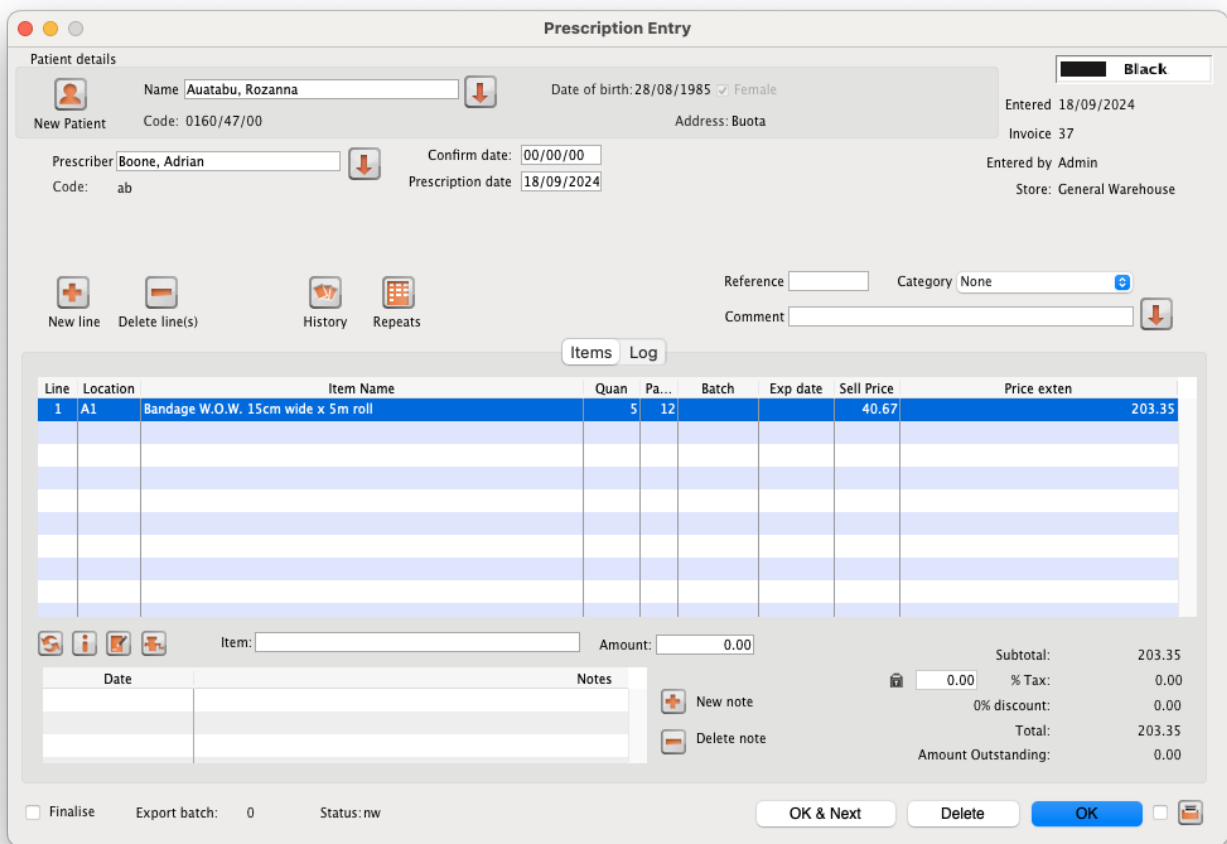 Prescription Entry
Patient details
Black
Name Auatabu, Rozanna Date of birth: 28/08/1985 Female
Entered 18/09/2024
New Patient Code: 0160/47/00 Address: Buota
Invoice 37
Prescriber Boone, Adrian Confirm date: 00/00/00
Entered by Admin
Code: ab Prescription date 18/09/2024
Store: General Warehouse
Reference Category None
New line Delete line(s) History Repeats Comment
Items Log
Line Location Item Name Quan Pa... Batch Exp date Sell Price Price exten
1 A1 Bandage W.O.W. 15cm wide x 5m roll 5 12 40.67 203.35
Item: Amount: 0.00
Subtotal: 203.35
Date Notes
0.00 % Tax: 0.00
New note
0% discount: 0.00
Total: 203.35
Delete note
Amount Outstanding: 0.00
Finalise Export batch: 0 Status: nw OK & Next Delete OK